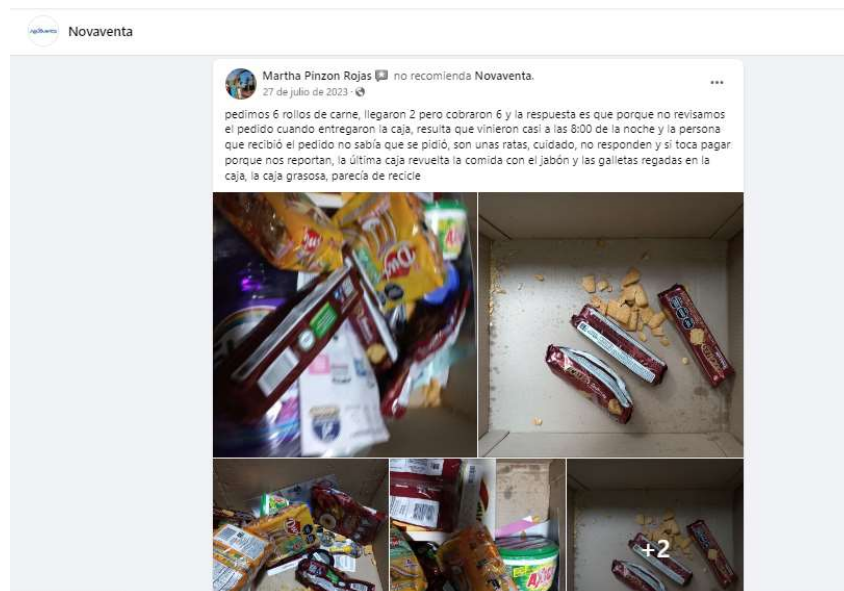 Novaventa
Martha Pinzon Rojas no recomienda Novaventa.
27 de julio de 2023 ·
pedimos 6 rollos de carne, llegaron 2 pero cobraron 6 y la respuesta es que porque no revisamos
el pedido cuando entregaron la caja, resulta que vinieron casi a las 8:00 de la noche y la persona
que recibió el pedido no sabía que se pidió, son unas ratas, cuidado, no responden y si toca pagar
porque nos reportan, la última caja revuelta la comida con el jabón y las galletas regadas en la
caja, la caja grasosa, parecía de recicle
+2